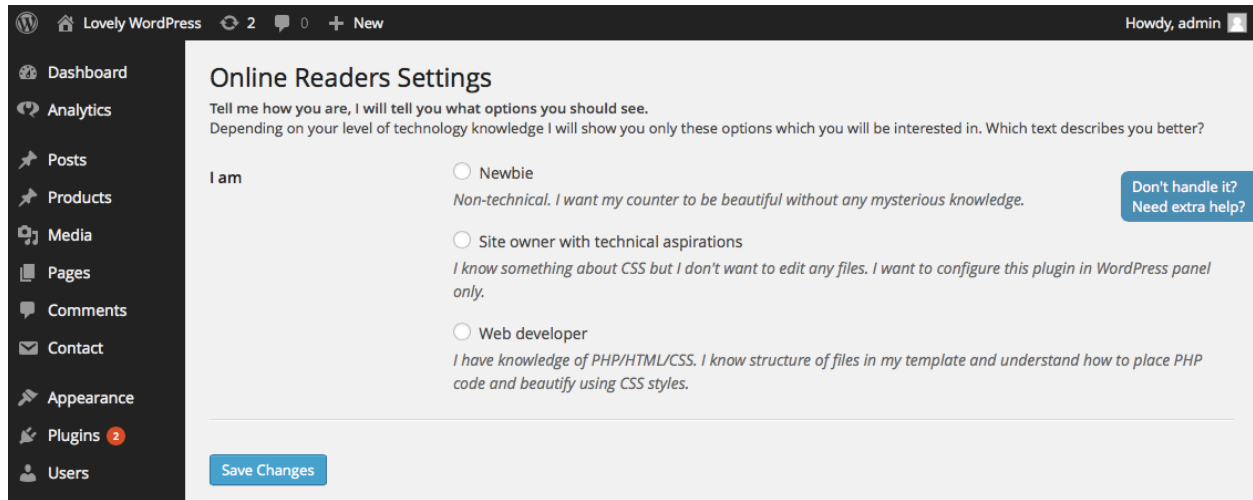 Lovely WordPress 2 0 New Howdy, admin
Dashboard
Analytics
Posts
Products
Media
Pages
Comments
Contact
Appearance
Plugins 2
Users
Online Readers Settings
Tell me how you are, I will tell you what options you should see.
Depending on your level of technology knowledge I will show you only these options which you will be interested in. Which text describes you better?
I am
Newbie
Non-technical. I want my counter to be beautiful without any mysterious knowledge.
Site owner with technical aspirations
I know something about CSS but I don't want to edit any files. I want to configure this plugin in WordPress panel
only.
Web developer
I have knowledge of PHP/HTML/CSS. I know structure of files in my template and understand how to place PHP
code and beautify using CSS styles.
Don't handle it?
Need extra help?
Save Changes